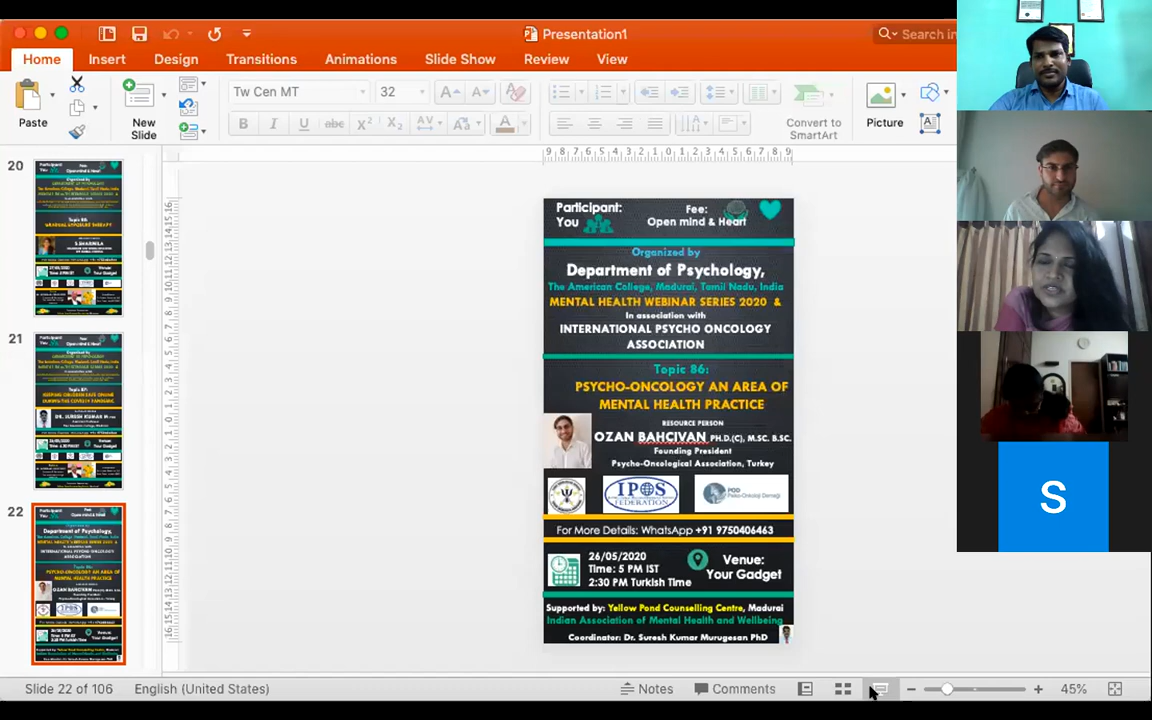 Presentation1
Search in
Home
Insert
Design
Transitions
Animations
Slide Show
Review
View
Paste
New
Slide
Tw Cen MT
32
Convert to
SmartArt
Picture
20
21
22
Participant:
You
Fee:
Open mind & Heart
Organized by
Department of Psychology,
The American College, Madurai, Tamil Nadu, India
MENTAL HEALTH WEBINAR SERIES 2020 &
In association with
INTERNATIONAL PSYCHO ONCOLOGY
ASSOCIATION
Topic 86:
PSYCHO-ONCOLOGY AN AREA OF
MENTAL HEALTH PRACTICE
RESOURCE PERSON
OZAN BAHCIVAN, PH.D.(C), M.SC. B.SC.
Founding President
Psycho-Oncological Association, Turkey
IPOS
FEDERATION
POD
Psiko-Onkoloji Derneği
For More Details: WhatsApp +91 9750406463
26/05/2020
Time: 5 PM IST
2:30 PM Turkish Time
Venue:
Your Gadget
Supported by: Yellow Pond Counselling Centre, Madurai
Indian Association of Mental Health and Wellbeing
Coordinator: Dr. Suresh Kumar Murugesan PhD
S
Slide 22 of 106
English (United States)
Notes
Comments
45%